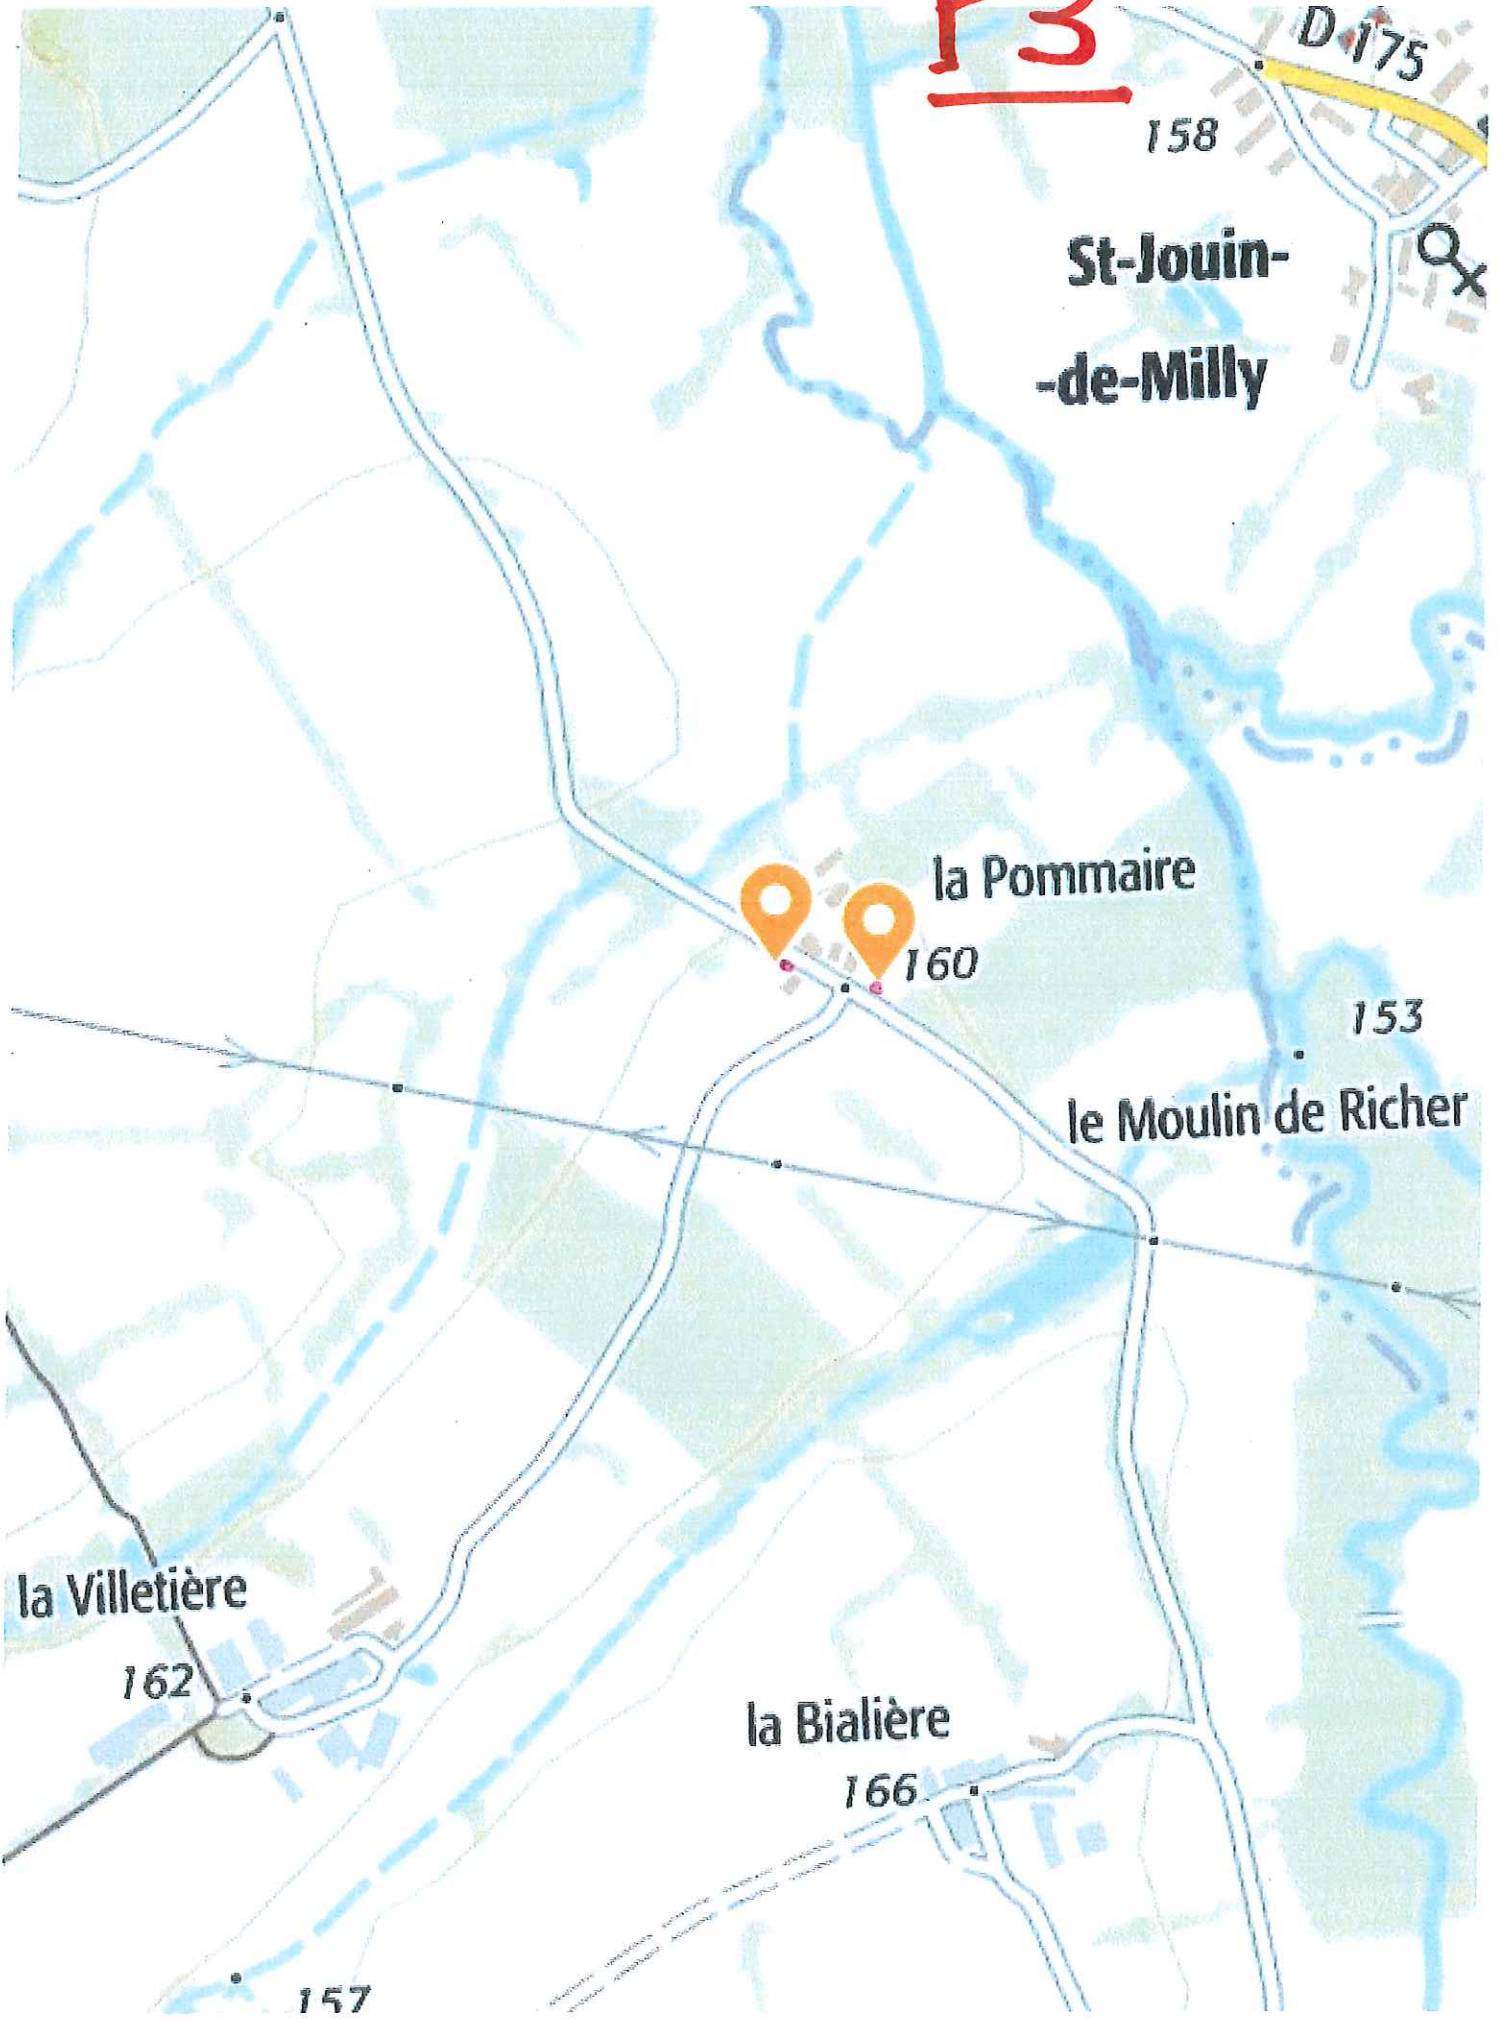 P3
D 175
158
St-Jouin-
-de-Milly
la Pommaire
160
153
le Moulin de Richer
la Villetière
162
la Bialière
166
157